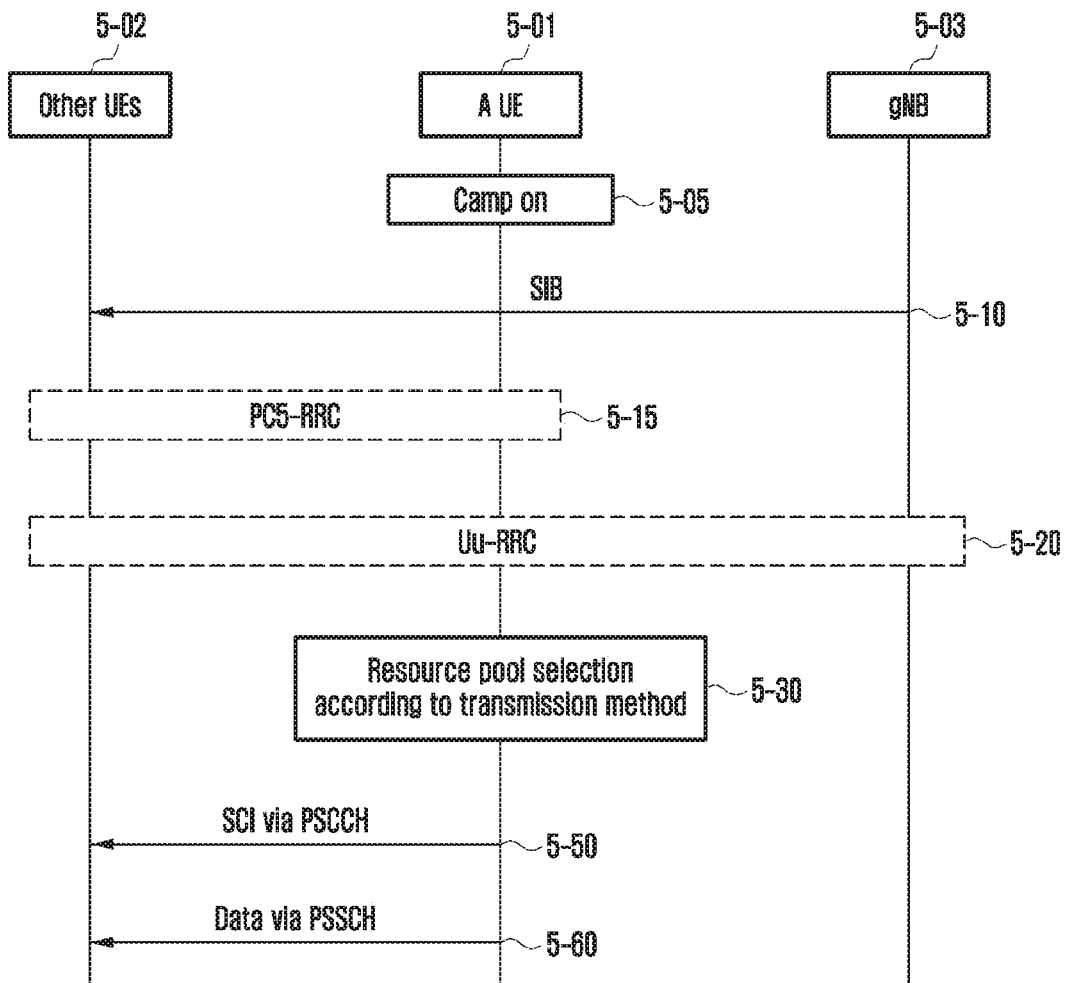 5-02
5-01
5-03
Other UEs
A UE
gNB
Camp on
5-05
SIB
5-10
PC5-RRC
5-15
Uu-RRC
5-20
Resource pool selection
according to transmission method
5-30
SCI via PSCCH
5-50
Data via PSSCH
5-60